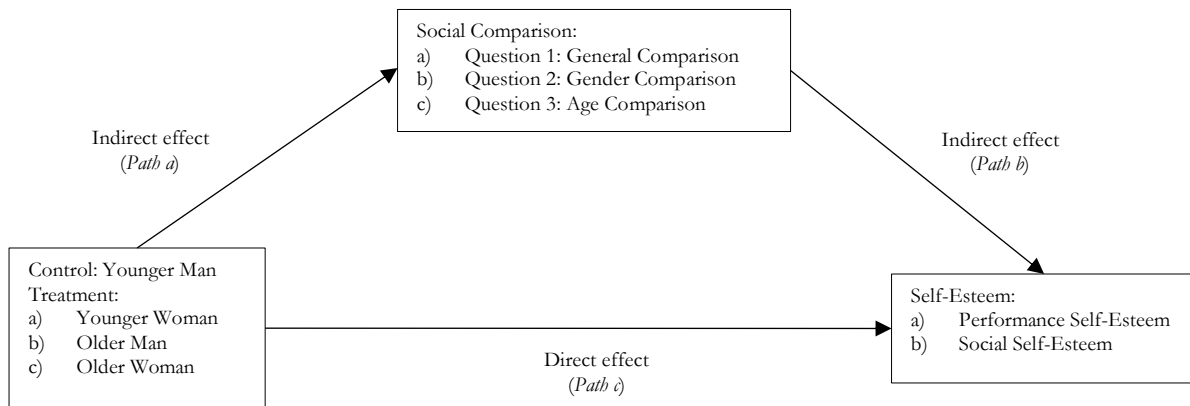 Social Comparison:
a) Question 1: General Comparison
b) Question 2: Gender Comparison
c) Question 3: Age Comparison
Indirect effect
(Path a)
Indirect effect
(Path b)
Control: Younger Man
Treatment:
a) Younger Woman
b) Older Man
c) Older Woman
Self-Esteem:
a) Performance Self-Esteem
b) Social Self-Esteem
Direct effect
(Path c)